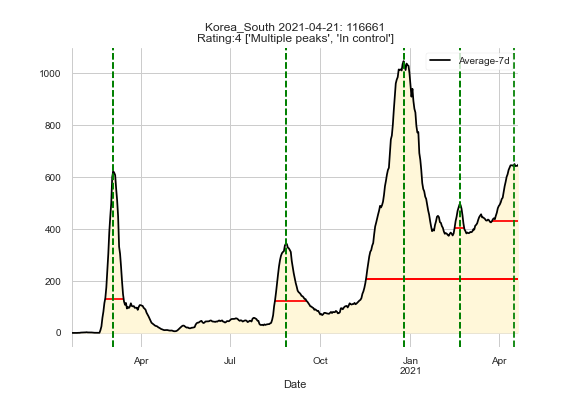 Korea_South 2021-04-21: 116661
Rating:4 ['Multiple peaks', 'In control']
Average-7d
1000
800
600
400
200
0
Apr
Jul
Oct
Jan
2021
Apr
Date